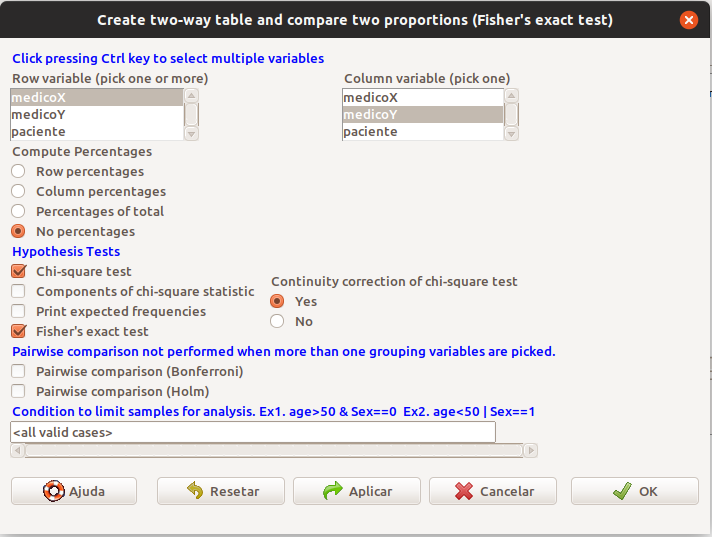 Create two-way table and compare two proportions (Fisher's exact test)
Click pressing Ctrl key to select multiple variables
Row variable (pick one or more)
Column variable (pick one)
medicoX
medicoY
paciente
medicoX
medicoY
paciente
Compute Percentages
Row percentages
Column percentages
Percentages of total
No percentages
Hypothesis Tests
Chi-square test
Components of chi-square statistic
Print expected frequencies
Fisher's exact test
Continuity correction of chi-square test
Yes
No
Pairwise comparison not performed when more than one grouping variables are picked.
Pairwise comparison (Bonferroni)
Pairwise comparison (Holm)
Condition to limit samples for analysis. Ex1. age>50 & Sex==0  Ex2. age<50 | Sex==1
<all valid cases>
Ajuda
Resetar
Aplicar
Cancelar
OK